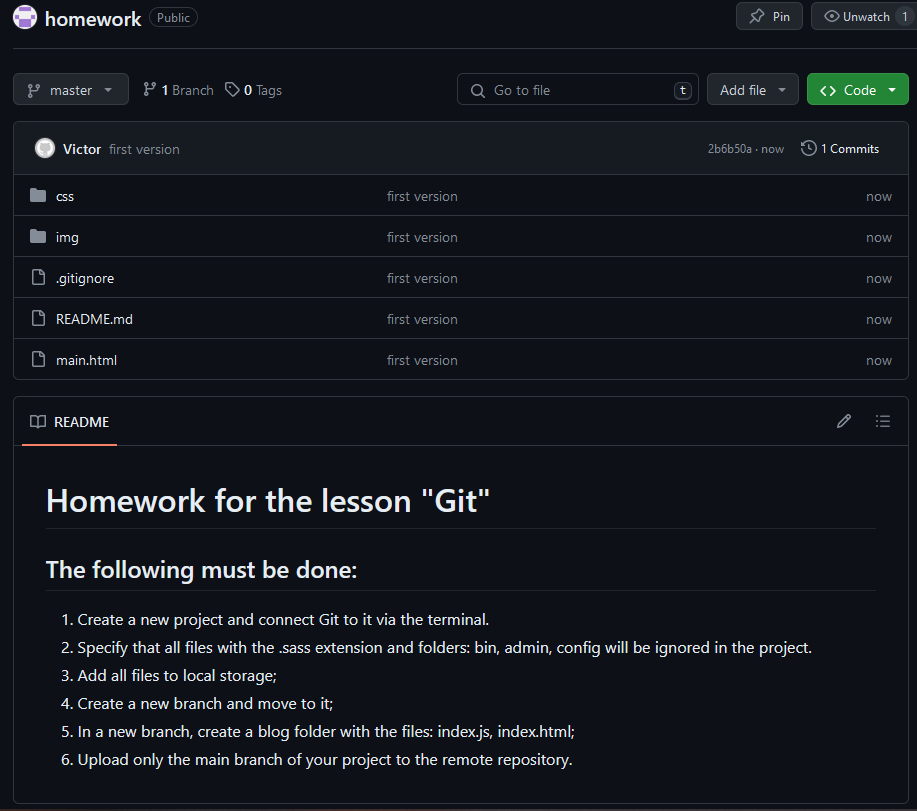 homework Public Pin Unwatch 1
master 1 Branch 0 Tags Go to file t Add file Code
Victor first version 2b6b50a · now 1 Commits
css first version now
img first version now
.gitignore first version now
README.md first version now
main.html first version now
README
Homework for the lesson "Git"
The following must be done:
1. Create a new project and connect Git to it via the terminal.
2. Specify that all files with the .sass extension and folders: bin, admin, config will be ignored in the project.
3. Add all files to local storage;
4. Create a new branch and move to it;
5. In a new branch, create a blog folder with the files: index.js, index.html;
6. Upload only the main branch of your project to the remote repository.